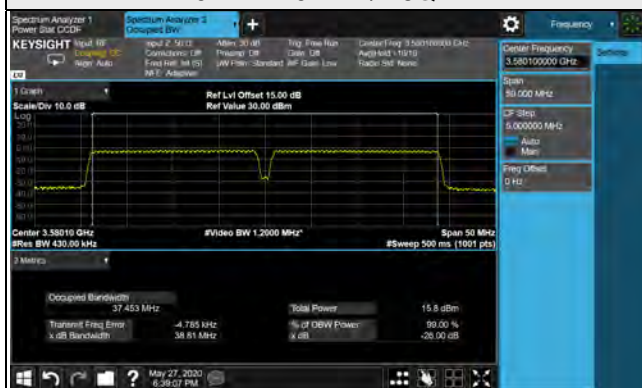 Spectrum Analyzer 1
Power Stat CCDF
Spectrum Analyzer 2
Occupied BW
Frequency
KEYSIGHT
Input: RF
Coupling: DC
Align: Auto
Input Z: 50 Ω
Corrections: Off
Freq Ref: Int (S)
NFE: Adaptive
Atten: 30 dB
Preamp: Off
µW Path: Standard
Trig: Free Run
Gate: Off
#IF Gain: Low
Center Freq: 3.580100000 GHz
Avg|Hold: >10/10
Radio Std: None
Center Frequency
3.580100000 GHz
Settings
Span
50.000 MHz
CF Step
5.000000 MHz
Auto
Man
Freq Offset
0 Hz
1 Graph
Scale/Div 10.0 dB
Ref Lvl Offset 15.00 dB
Ref Value 30.00 dBm
Log
Center 3.58010 GHz
#Res BW 430.00 kHz
#Video BW 1.2000 MHz*
Span 50 MHz
#Sweep 500 ms (1001 pts)
2 Metrics
Occupied Bandwidth
37.453 MHz
Total Power
15.8 dBm
Transmit Freq Error
-4.785 kHz
% of OBW Power
99.00 %
x dB Bandwidth
38.81 MHz
x dB
-26.00 dB
May 27, 2020
6:39:07 PM